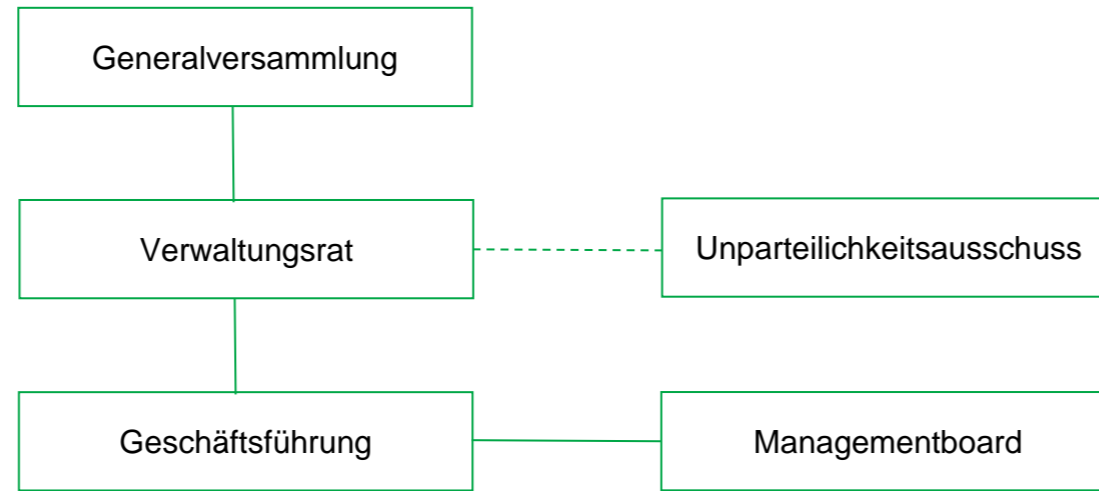 Generalversammlung
Verwaltungsrat
Unparteilichkeitsausschuss
Geschäftsführung
Managementboard